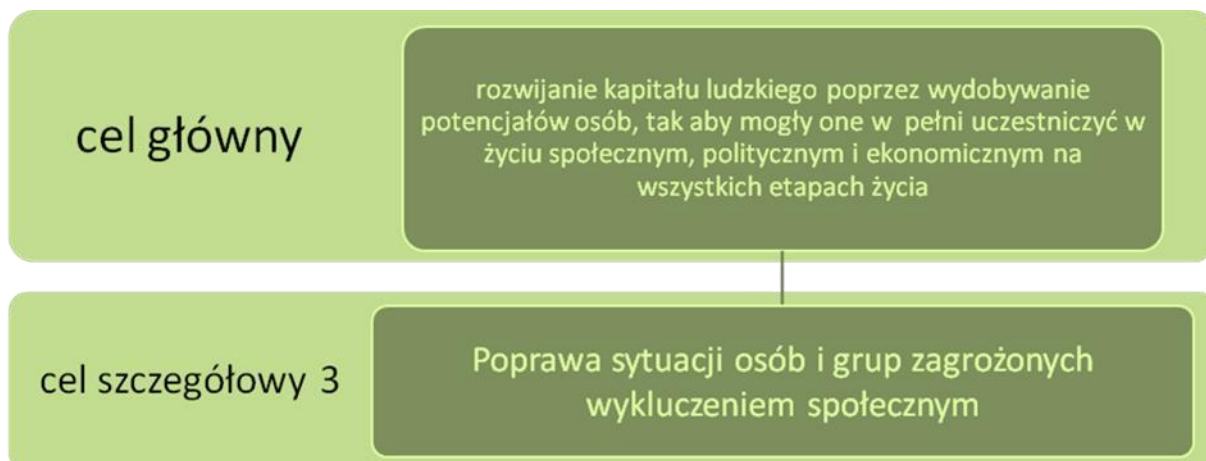 cel główny
rozwijanie kapitału ludzkiego poprzez wydobywanie
potencjałów osób, tak aby mogły one w pełni uczestniczyć w
życiu społecznym, politycznym i ekonomicznym na
wszystkich etapach życia
cel szczegółowy 3
Poprawa sytuacji osób i grup zagrożonych
wykluczeniem społecznym